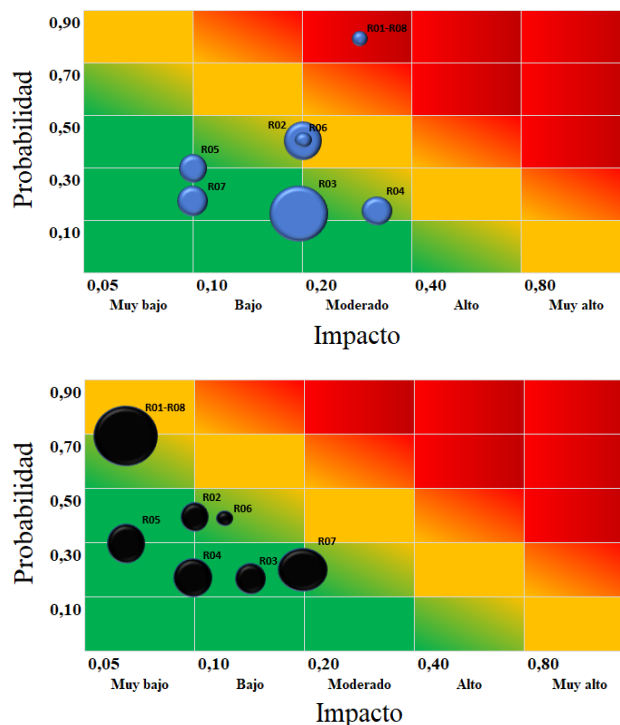 0,90
R01-R08
0,70
0,50
R02
R06
R05
0,30
R07
R03
R04
0,10
Probabilidad
0,05
0,10
0,20
0,40
0,80
Muy bajo
Bajo
Moderado
Alto
Muy alto
Impacto
0,90
R01-R08
0,70
0,50
R02
R06
R05
0,30
R04
R03
R07
0,10
Probabilidad
0,05
0,10
0,20
0,40
0,80
Muy bajo
Bajo
Moderado
Alto
Muy alto
Impacto